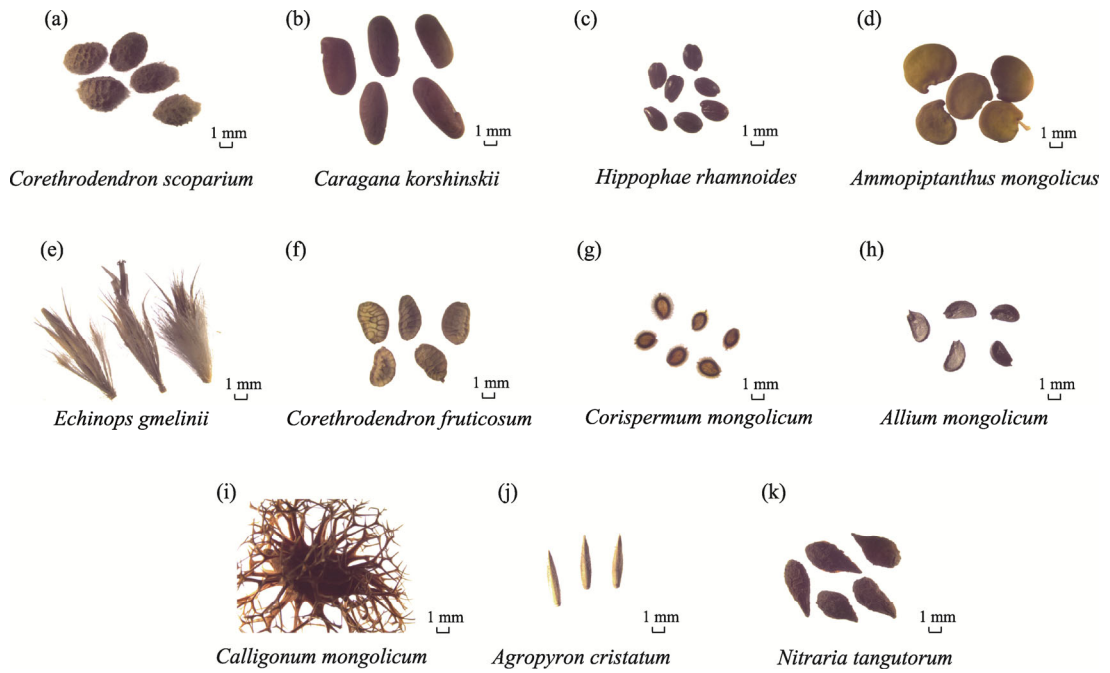 (a)
(b)
(c)
(d)
1 mm
1 mm
1 mm
1 mm
Corethrodendron scoparium
Caragana korshinskii
Hippophae rhamnoides
Ammopiptanthus mongolicus
(e)
(f)
(g)
(h)
1 mm
1 mm
1 mm
1 mm
Echinops gmelinii
Corethrodendron fruticosum
Corispermum mongolicum
Allium mongolicum
(i)
(j)
(k)
1 mm
1 mm
1 mm
Calligonum mongolicum
Agropyron cristatum
Nitraria tangutorum